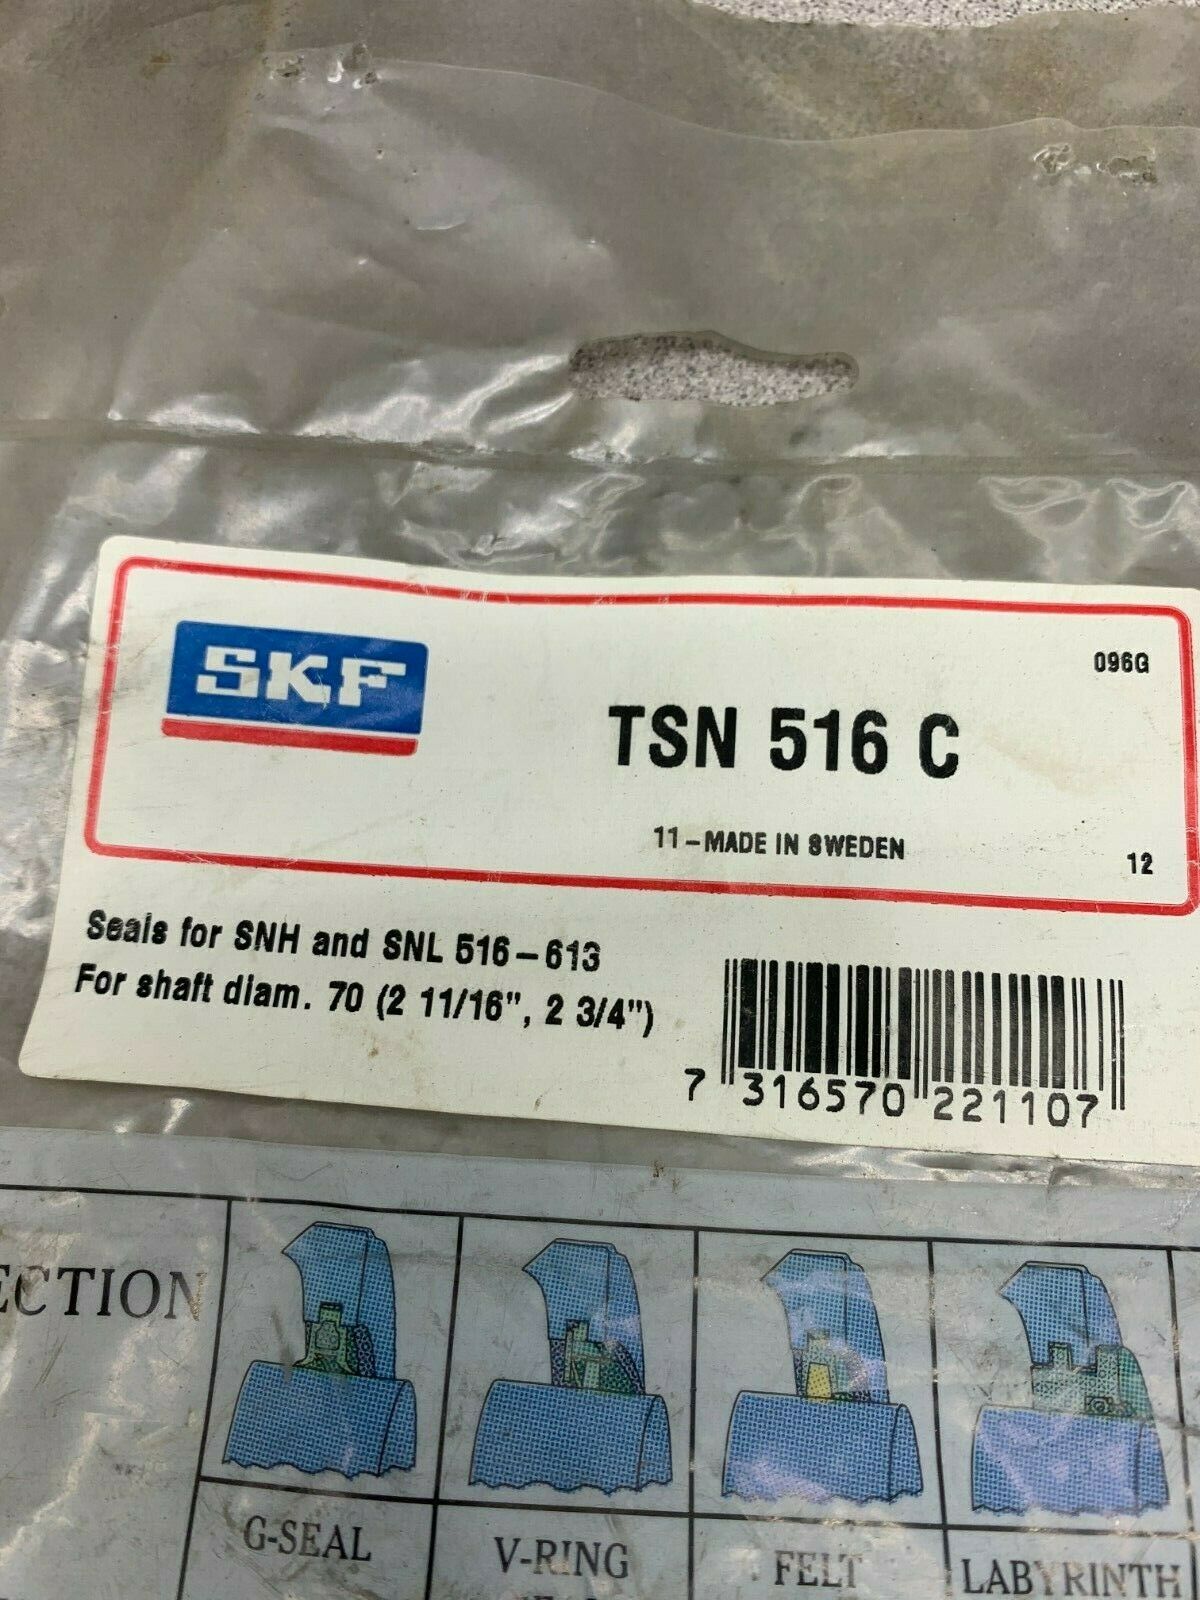 SKF
096G
TSN 516 C
11-MADE IN SWEDEN
12
Seals for SNH and SNL 516-613
For shaft diam. 70 (2 11/16", 2 3/4")
7 316570 221107
ECTION
G-SEAL
V-RING
FELT
LABYRINTH